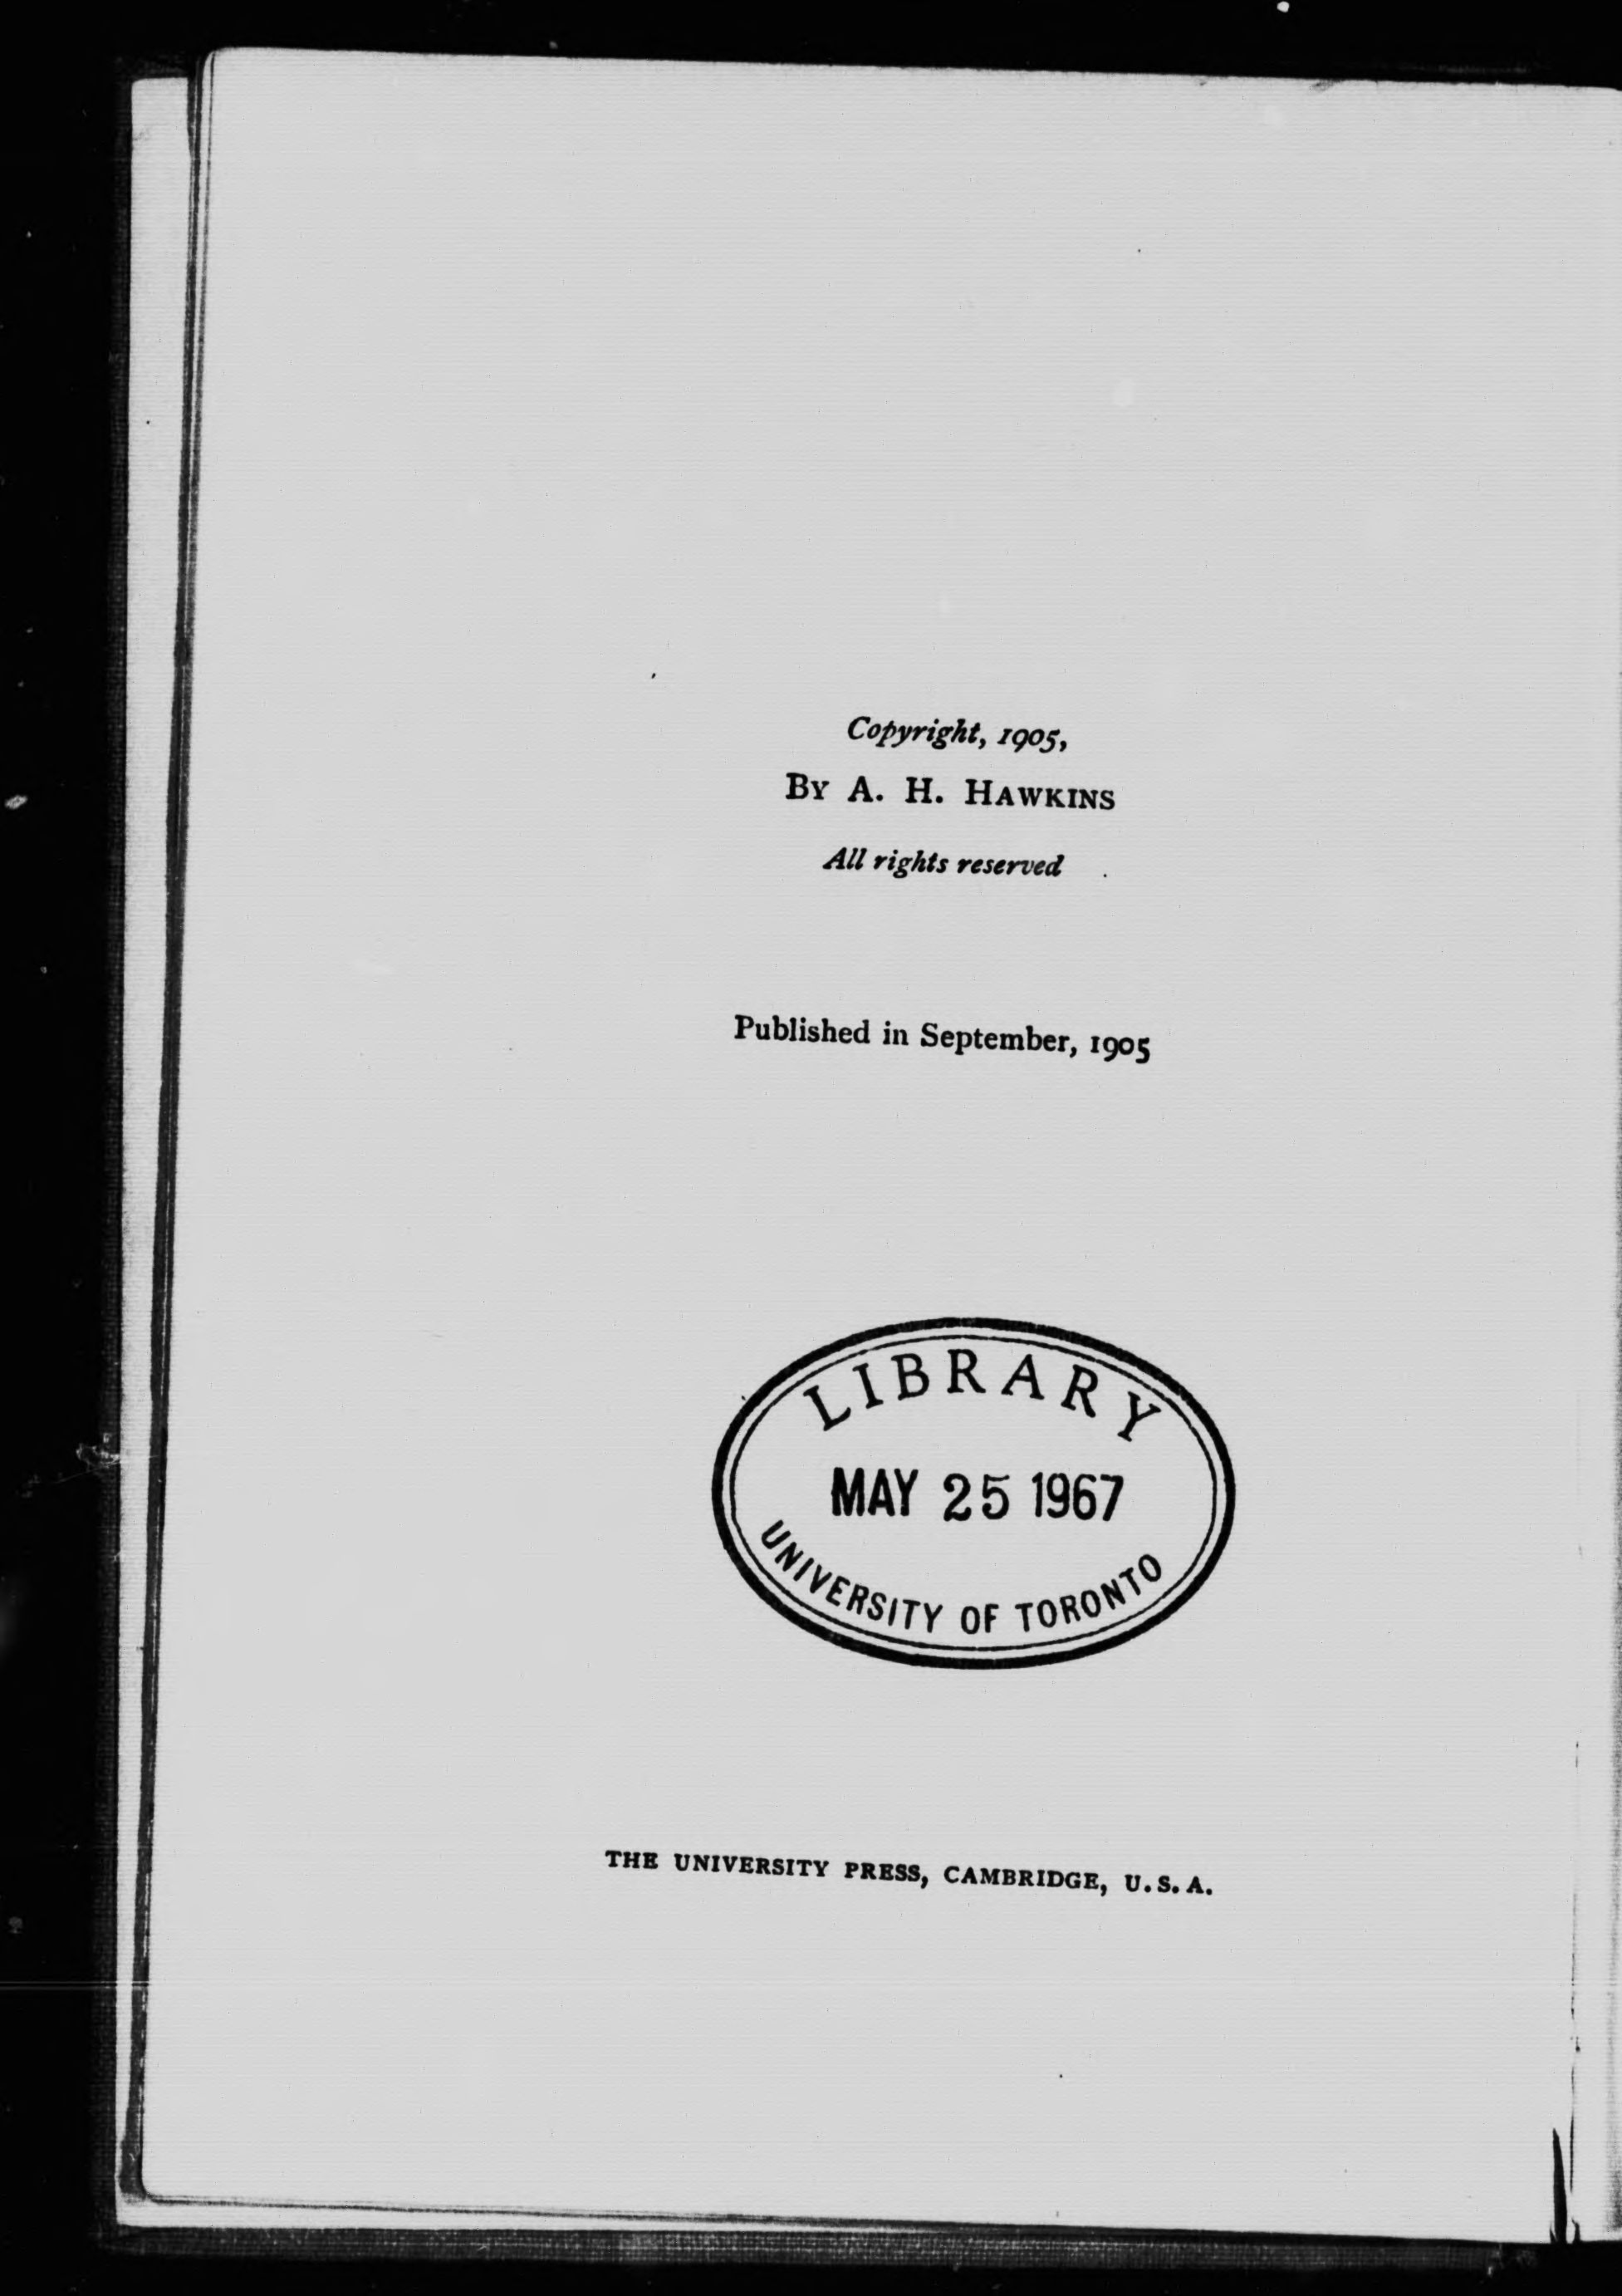 Copyright, 1905,
By A. H. Hawkins
All rights reserved
Published in September, 1905
LIBRARY
MAY 25 1967
UNIVERSITY OF TORONTO
THE UNIVERSITY PRESS, CAMBRIDGE, U.S.A.